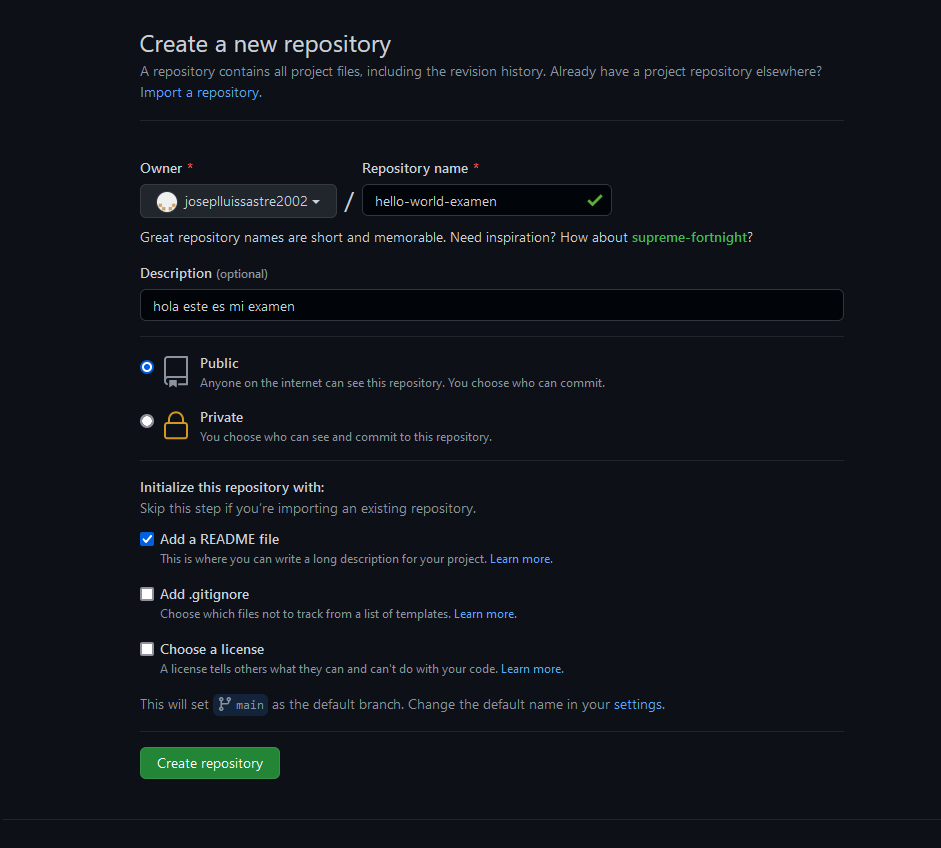 Create a new repository
A repository contains all project files, including the revision history. Already have a project repository elsewhere?
Import a repository.
Owner * Repository name *
joseplluissastre2002 / hello-world-examen
Great repository names are short and memorable. Need inspiration? How about supreme-fortnight?
Description (optional)
hola este es mi examen
Public
Anyone on the internet can see this repository. You choose who can commit.
Private
You choose who can see and commit to this repository.
Initialize this repository with:
Skip this step if you're importing an existing repository.
Add a README file
This is where you can write a long description for your project. Learn more.
Add .gitignore
Choose which files not to track from a list of templates. Learn more.
Choose a license
A license tells others what they can and can't do with your code. Learn more.
This will set main as the default branch. Change the default name in your settings.
Create repository